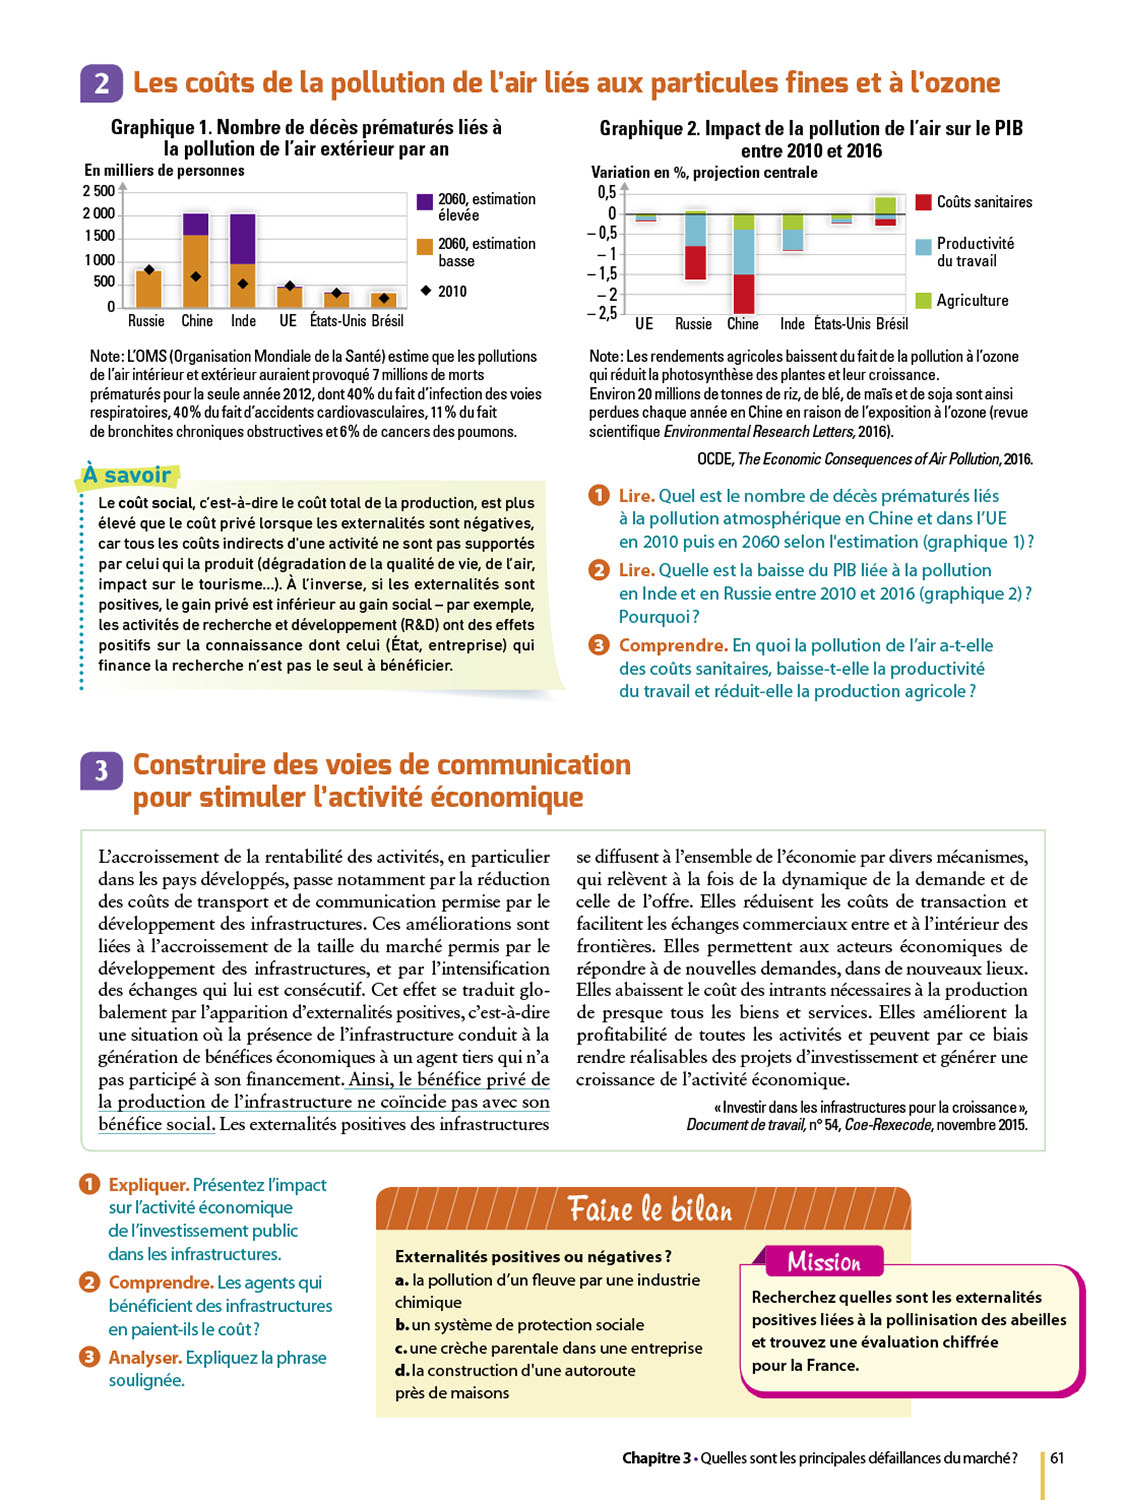 2 Les coûts de la pollution de l'air liés aux particules fines et à l'ozone
Graphique 1. Nombre de décès prématurés liés à
la pollution de l'air extérieur par an
En milliers de personnes
2 500
2 000
1 500
1 000
500
0
Russie Chine Inde UE États-Unis Brésil
2060, estimation
élevée
2060, estimation
basse
2010
Note : L'OMS (Organisation Mondiale de la Santé) estime que les pollutions
de l'air intérieur et extérieur auraient provoqué 7 millions de morts
prématurés pour la seule année 2012, dont 40 % du fait d'infection des voies
respiratoires, 40 % du fait d'accidents cardiovasculaires, 11 % du fait
de bronchites chroniques obstructives et 6 % de cancers des poumons.
À savoir
Le coût social, c'est-à-dire le coût total de la production, est plus
élevé que le coût privé lorsque les externalités sont négatives,
car tous les coûts indirects d'une activité ne sont pas supportés
par celui qui la produit (dégradation de la qualité de vie, de l'air,
impact sur le tourisme...). À l'inverse, si les externalités sont
positives, le gain privé est inférieur au gain social – par exemple,
les activités de recherche et développement (R&D) ont des effets
positifs sur la connaissance dont celui (État, entreprise) qui
finance la recherche n'est pas le seul à bénéficier.
Graphique 2. Impact de la pollution de l'air sur le PIB
entre 2010 et 2016
Variation en %, projection centrale
0,5
0
– 0,5
– 1
– 1,5
– 2
– 2,5
UE Russie Chine Inde États-Unis Brésil
Coûts sanitaires
Productivité
du travail
Agriculture
Note : Les rendements agricoles baissent du fait de la pollution à l'ozone
qui réduit la photosynthèse des plantes et leur croissance.
Environ 20 millions de tonnes de riz, de blé, de maïs et de soja sont ainsi
perdues chaque année en Chine en raison de l'exposition à l'ozone (revue
scientifique Environmental Research Letters, 2016).
OCDE, The Economic Consequences of Air Pollution, 2016.
1 Lire. Quel est le nombre de décès prématurés liés
à la pollution atmosphérique en Chine et dans l'UE
en 2010 puis en 2060 selon l'estimation (graphique 1) ?
2 Lire. Quelle est la baisse du PIB liée à la pollution
en Inde et en Russie entre 2010 et 2016 (graphique 2) ?
Pourquoi ?
3 Comprendre. En quoi la pollution de l'air a-t-elle
des coûts sanitaires, baisse-t-elle la productivité
du travail et réduit-elle la production agricole ?
3 Construire des voies de communication
pour stimuler l'activité économique
L'accroissement de la rentabilité des activités, en particulier
dans les pays développés, passe notamment par la réduction
des coûts de transport et de communication permise par le
développement des infrastructures. Ces améliorations sont
liées à l'accroissement de la taille du marché permis par le
développement des infrastructures, et par l'intensification
des échanges qui lui est consécutif. Cet effet se traduit glo-
balement par l'apparition d'externalités positives, c'est-à-dire
une situation où la présence de l'infrastructure conduit à la
génération de bénéfices économiques à un agent tiers qui n'a
pas participé à son financement. Ainsi, le bénéfice privé de
la production de l'infrastructure ne coïncide pas avec son
bénéfice social. Les externalités positives des infrastructures
se diffusent à l'ensemble de l'économie par divers mécanismes,
qui relèvent à la fois de la dynamique de la demande et de
celle de l'offre. Elles réduisent les coûts de transaction et
facilitent les échanges commerciaux entre et à l'intérieur des
frontières. Elles permettent aux acteurs économiques de
répondre à de nouvelles demandes, dans de nouveaux lieux.
Elles abaissent le coût des intrants nécessaires à la production
de presque tous les biens et services. Elles améliorent la
profitabilité de toutes les activités et peuvent par ce biais
rendre réalisables des projets d'investissement et générer une
croissance de l'activité économique.
« Investir dans les infrastructures pour la croissance »,
Document de travail, n° 54, Coe-Rexecode, novembre 2015.
1 Expliquer. Présentez l'impact
sur l'activité économique
de l'investissement public
dans les infrastructures.
2 Comprendre. Les agents qui
bénéficient des infrastructures
en paient-ils le coût ?
3 Analyser. Expliquez la phrase
soulignée.
Faire le bilan
Externalités positives ou négatives ?
a. la pollution d'un fleuve par une industrie
chimique
b. un système de protection sociale
c. une crèche parentale dans une entreprise
d. la construction d'une autoroute
près de maisons
Mission
Recherchez quelles sont les externalités
positives liées à la pollinisation des abeilles
et trouvez une évaluation chiffrée
pour la France.
Chapitre 3 • Quelles sont les principales défaillances du marché ? 61